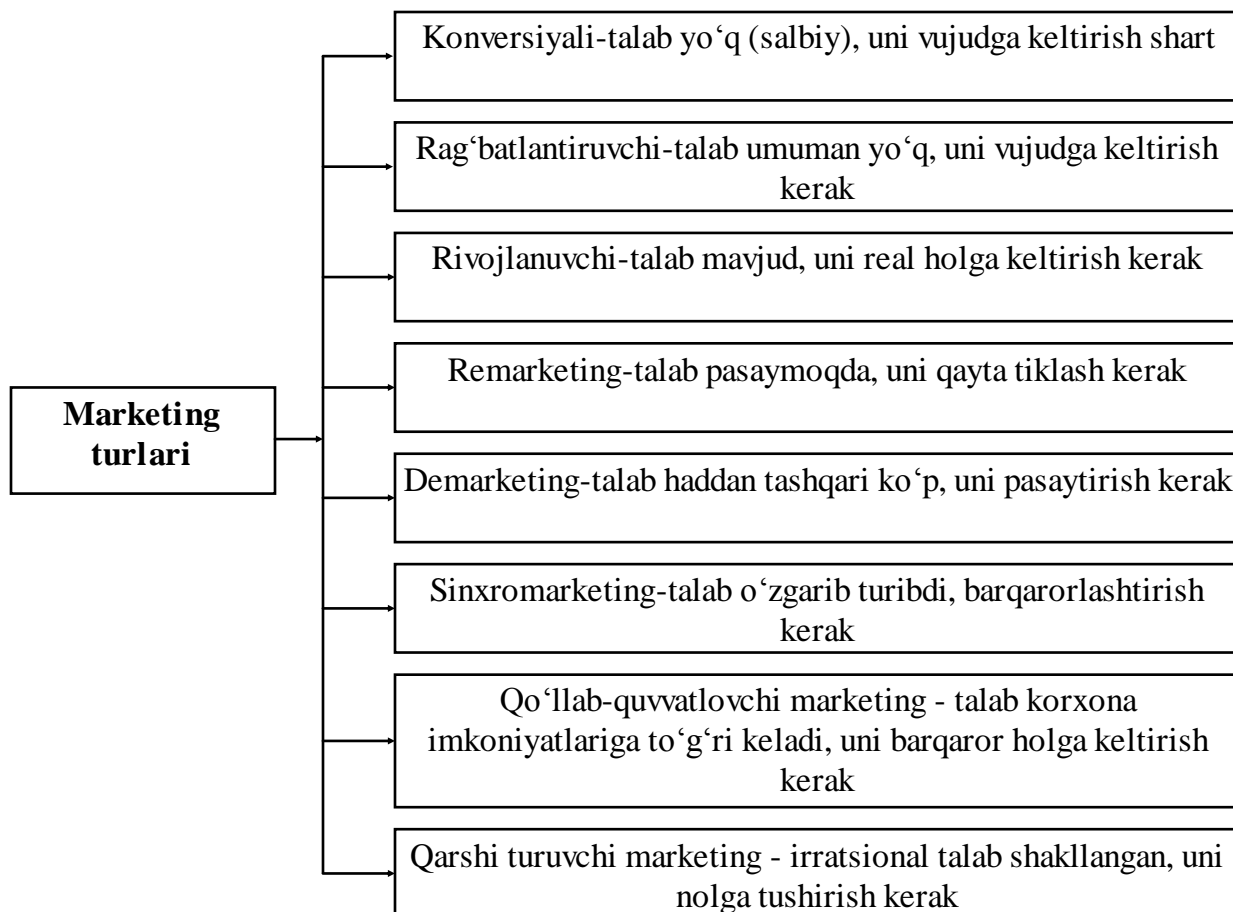 Konversiyali-talab yo‘q (salbiy), uni vujudga keltirish shart
Rag‘batlantiruvchi-talab umuman yo‘q, uni vujudga keltirish
kerak
Rivojlanuvchi-talab mavjud, uni real holga keltirish kerak
Remarketing-talab pasaymoqda, uni qayta tiklash kerak
Marketing
turlari
Demarketing-talab haddan tashqari ko‘p, uni pasaytirish kerak
Sinxromarketing-talab o‘zgarib turibdi, barqarorlashtirish
kerak
Qo‘llab-quvvatlovchi marketing - talab korxona
imkoniyatlariga to‘g‘ri keladi, uni barqaror holga keltirish
kerak
Qarshi turuvchi marketing - irratsional talab shakllangan, uni
nolga tushirish kerak